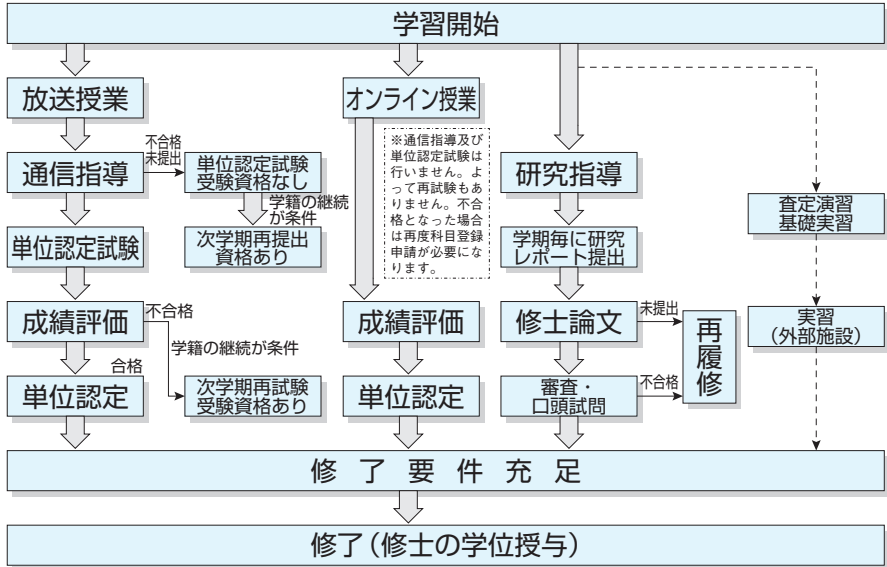 学習開始
放送授業
通信指導
不合格
未提出
単位認定試験
受験資格なし
学籍の継続
が条件
次学期再提出
資格あり
単位認定試験
成績評価
不合格
学籍の継続が条件
合格
単位認定
次学期再試験
受験資格あり
オンライン授業
※通信指導及び
単位認定試験は
行いません。よ
って再試験もあ
りません。不合
格となった場合
は再度科目登録
申請が必要にな
ります。
成績評価
単位認定
研究指導
学期毎に研究
レポート提出
修士論文
未提出
審査・
口頭試問
不合格
再履修
査定演習
基礎実習
実習
（外部施設）
修了要件充足
修了（修士の学位授与）